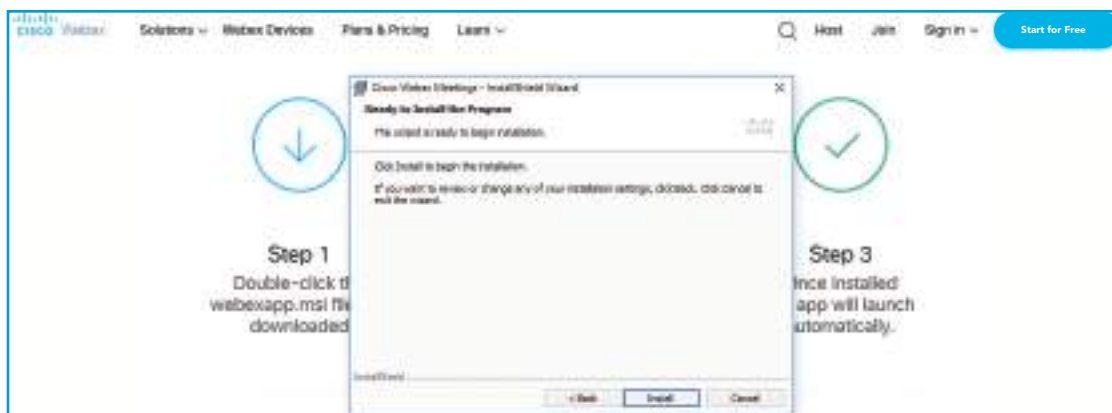 cisco Webex
Solutions
Webex Devices
Plans & Pricing
Learn
Host
Join
Sign in
Start for Free
Cisco Webex Meetings - InstallShield Wizard
Ready to Install the Program
The wizard is ready to begin installation.
Click Install to begin the installation.
If you want to review or change any of your installation settings, click Back. Click Cancel to
exit the wizard.
InstallShield
< Back
Install
Cancel
Step 1
Double-click th
webexapp.msi file
downloaded
Step 3
nce installed
app will launch
utomatically.